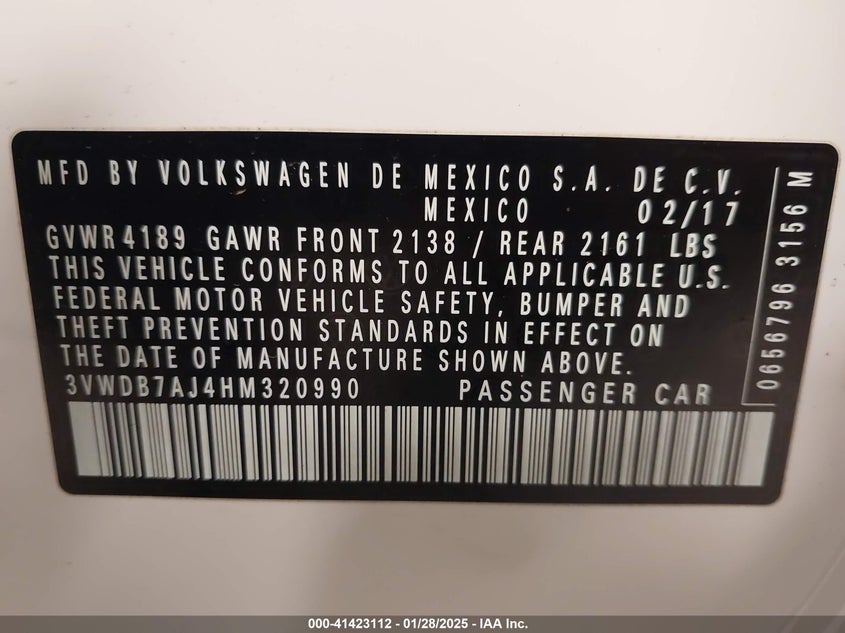 MFD BY VOLKSWAGEN DE MEXICO S.A. DE C.V.
MEXICO 02/17
GVWR 4189 GAWR FRONT 2138 / REAR 2161 LBS
THIS VEHICLE CONFORMS TO ALL APPLICABLE U.S.
FEDERAL MOTOR VEHICLE SAFETY, BUMPER AND
THEFT PREVENTION STANDARDS IN EFFECT ON
THE DATE OF MANUFACTURE SHOWN ABOVE.
3VWDB7AJ4HM320990 PASSENGER CAR
0656796 3156 M
000-41423112 - 01/28/2025 - IAA Inc.